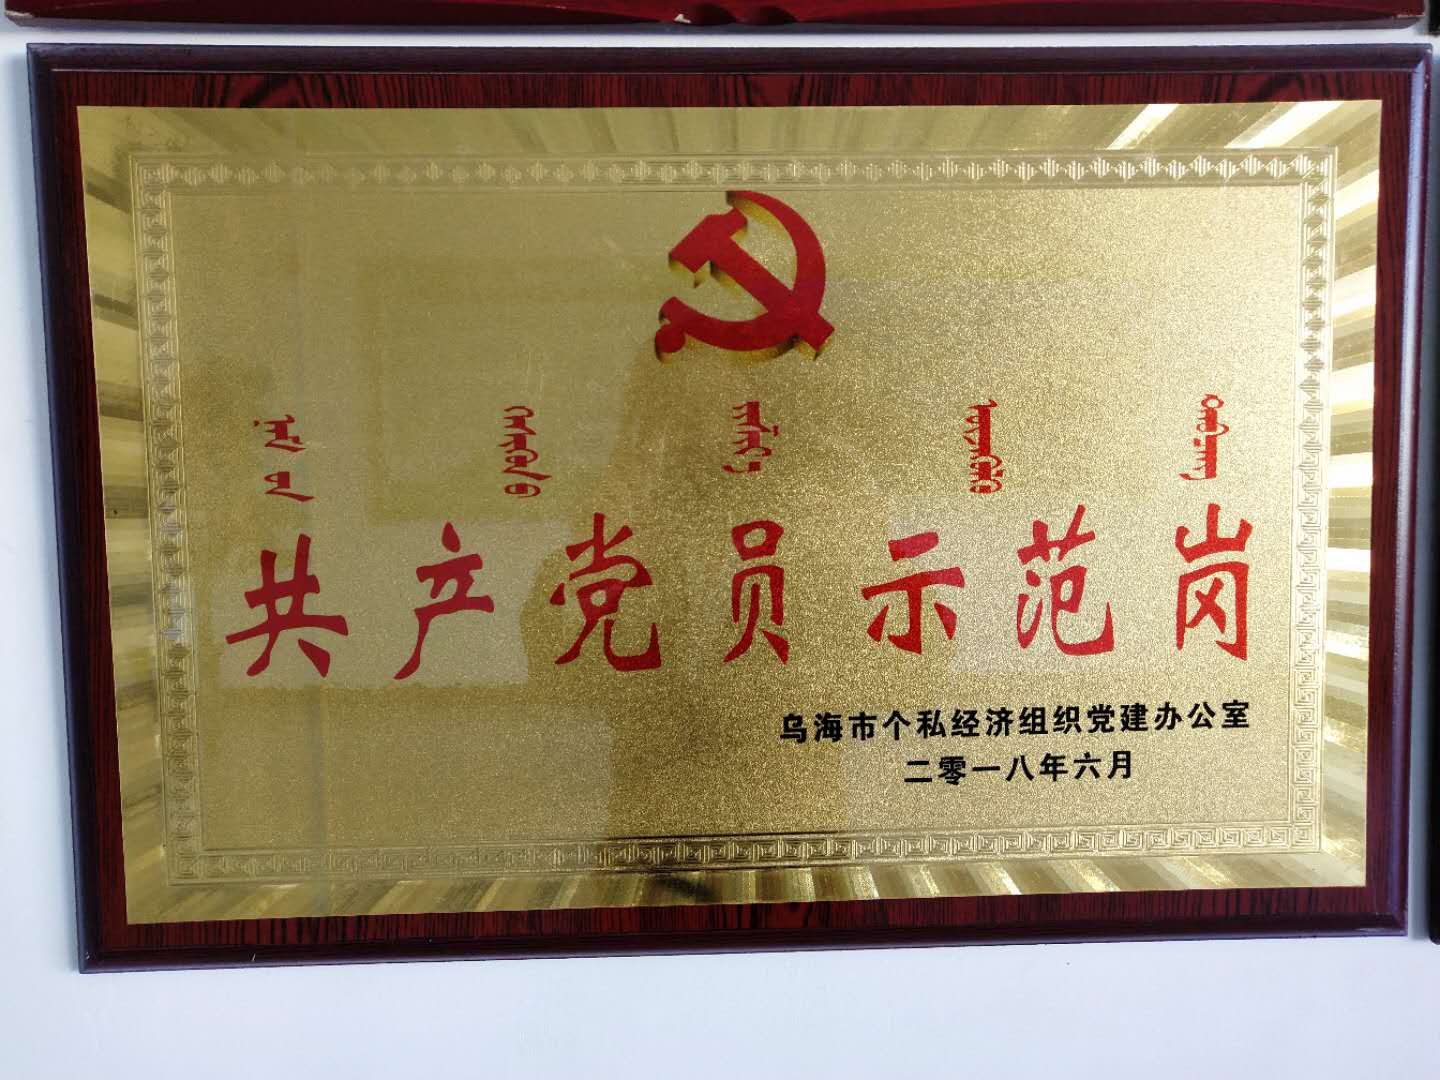 共产党员示范岗
乌海市个私经济组织党建办公室
二零一八年六月